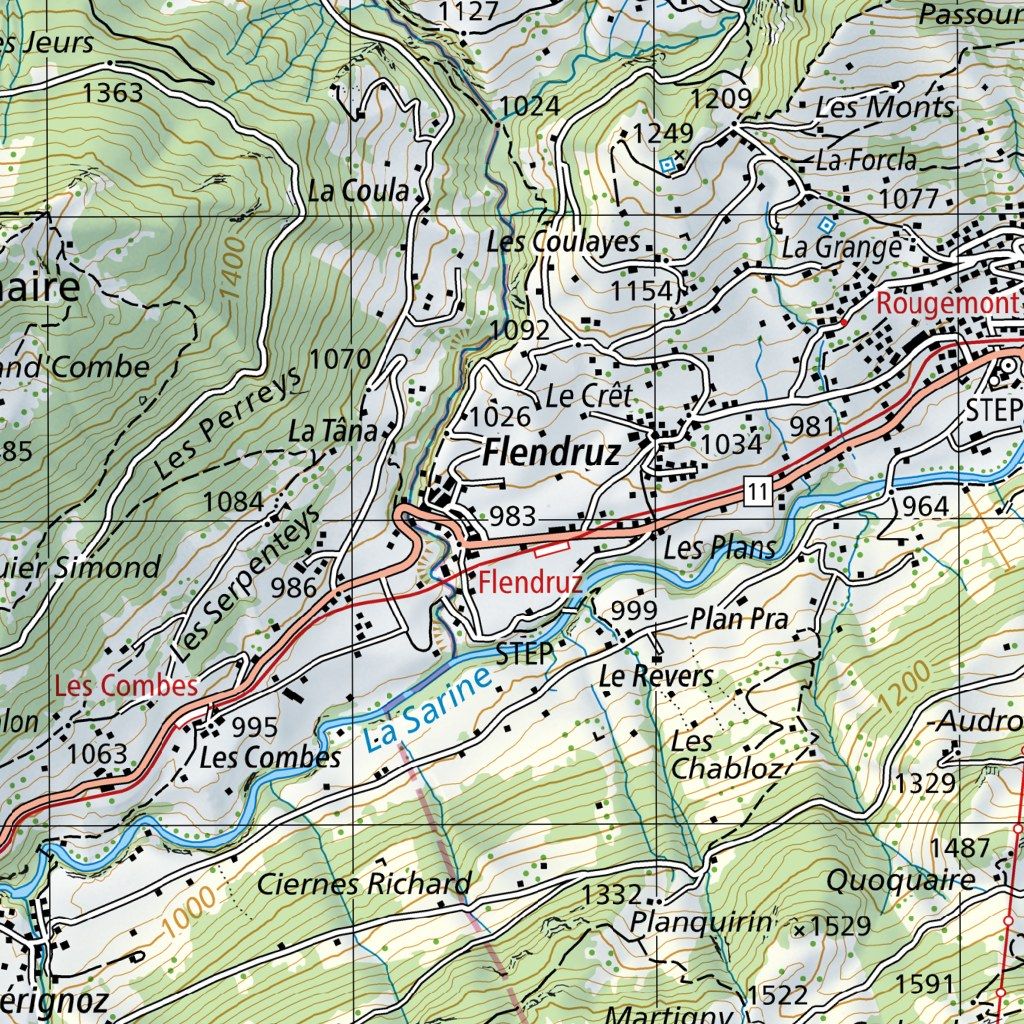 1127
Passour
es Jeurs
1363
1024
1209
Les Monts
1249
La Forcla
La Coula
1077
Les Coulayes
La Grange
1400
naire
1154
Rougemont
1092
and'Combe
1070
Le Crêt
Les Perreys
STEP
1026
La Tâna
1034
981
85
Flendruz
11
1084
983
964
Les Plans
uier Simond
Les Serpenteys
986
Flendruz
999
Plan Pra
STEP
Le Revers
Les Combes
1200
La Sarine
lon
995
Audro
1063
Les Combes
Les
Chabloz
1329
1487
Ciernes Richard
Quoquaire
1332
1000
Planquirin
1529
1591
érignoz
1522
Martigny